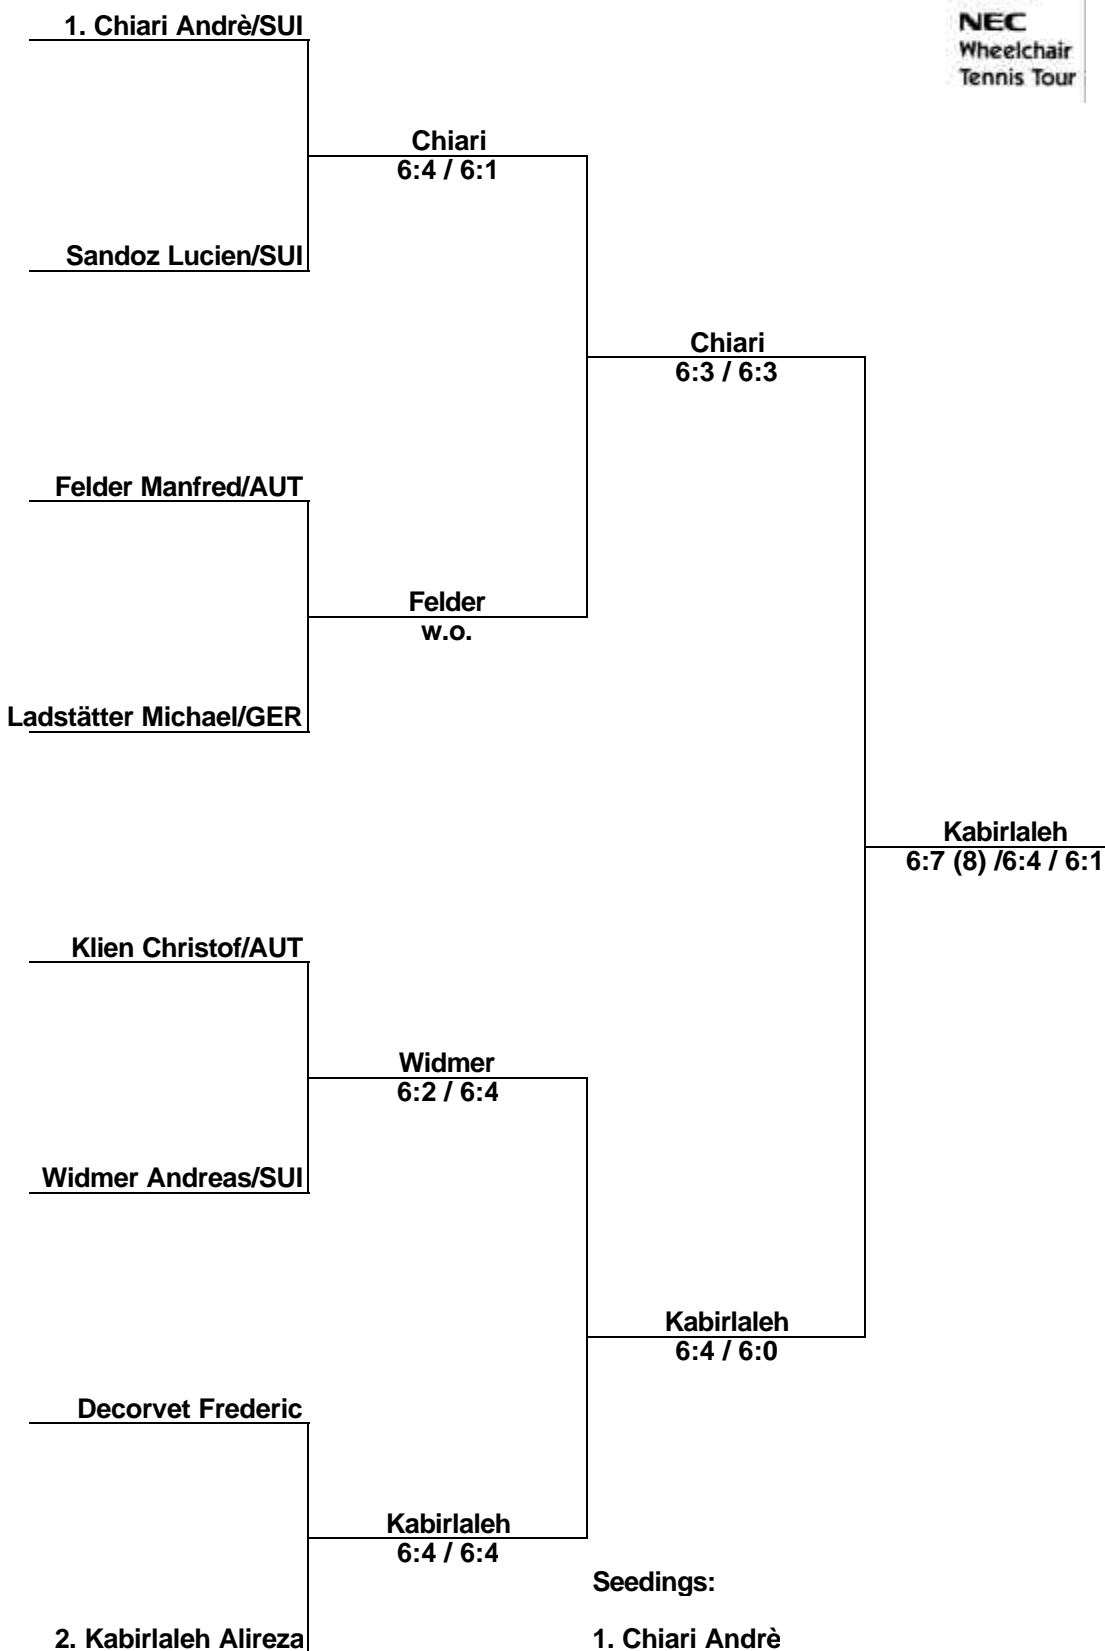 1. Chiari Andrè/SUI
NEC
Wheelchair
Tennis Tour
Chiari
6:4 / 6:1
Sandoz Lucien/SUI
Chiari
6:3 / 6:3
Felder Manfred/AUT
Felder
w.o.
Ladstätter Michael/GER
Kabirlaleh
6:7 (8) /6:4 / 6:1
Klien Christof/AUT
Widmer
6:2 / 6:4
Widmer Andreas/SUI
Kabirlaleh
6:4 / 6:0
Decorvet Frederic
Kabirlaleh
6:4 / 6:4
Seedings:
2. Kabirlaleh Alireza
1. Chiari Andrè